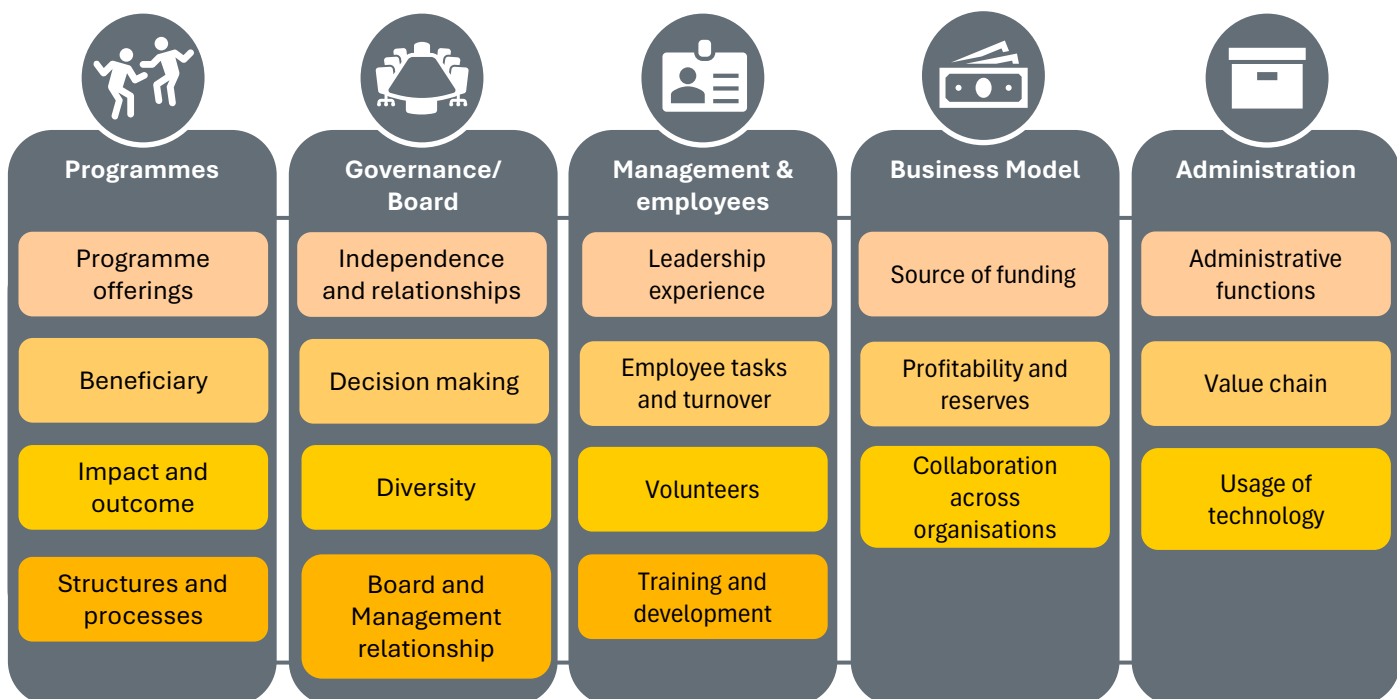 Programmes
Programme
offerings
Beneficiary
Impact and
outcome
Structures and
processes
Governance/
Board
Independence
and relationships
Decision making
Diversity
Board and
Management
relationship
Management &
employees
Leadership
experience
Employee tasks
and turnover
Volunteers
Training and
development
Business Model
Source of funding
Profitability and
reserves
Collaboration
across
organisations
Administration
Administrative
functions
Value chain
Usage of
technology